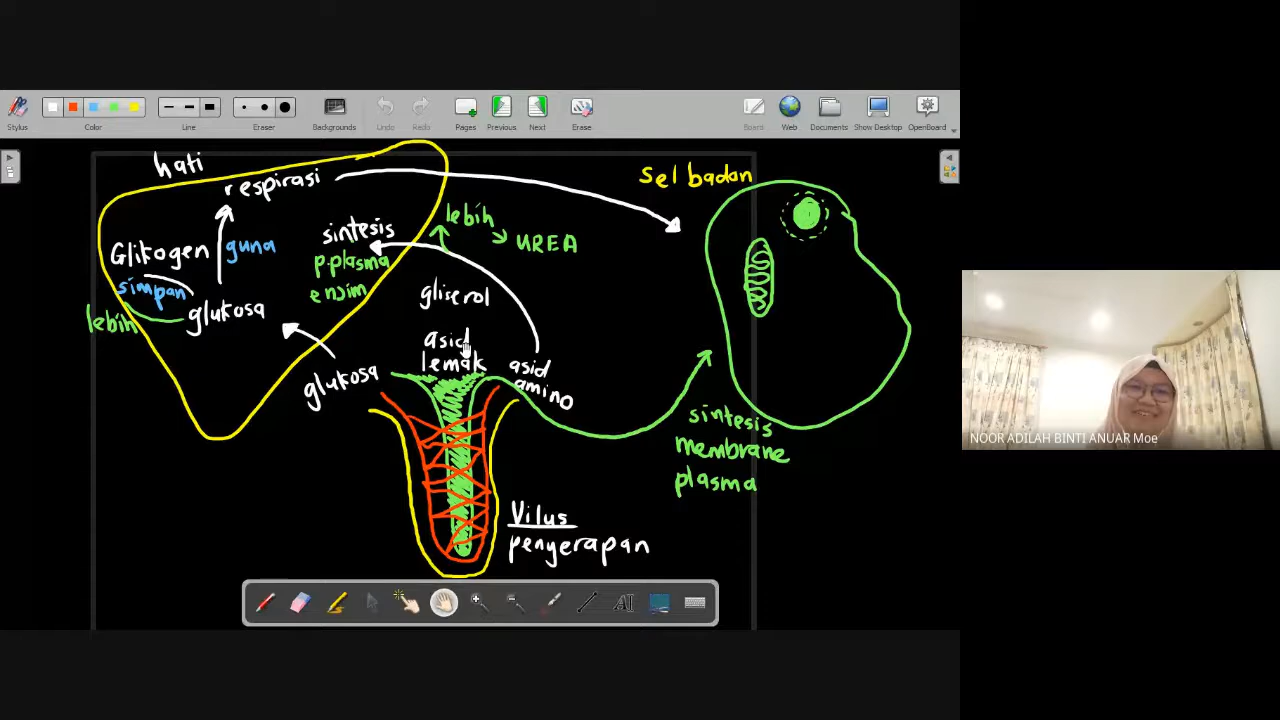 Stylus
Color
Line
Eraser
Backgrounds
Undo
Redo
Pages
Previous
Next
Erase
Board
Web
Documents
Show Desktop
OpenBoard
hati
respirasi
Glikogen
guna
simpan
lebih
glukosa
sintesis
p.plasma
enzim
lebih
UREA
gliserol
asid
lemak
asid
amino
glukosa
Sel badan
sintesis
membrane
plasma
Vilus
penyerapan
AI
NOOR ADILAH BINTI ANUAR Moe